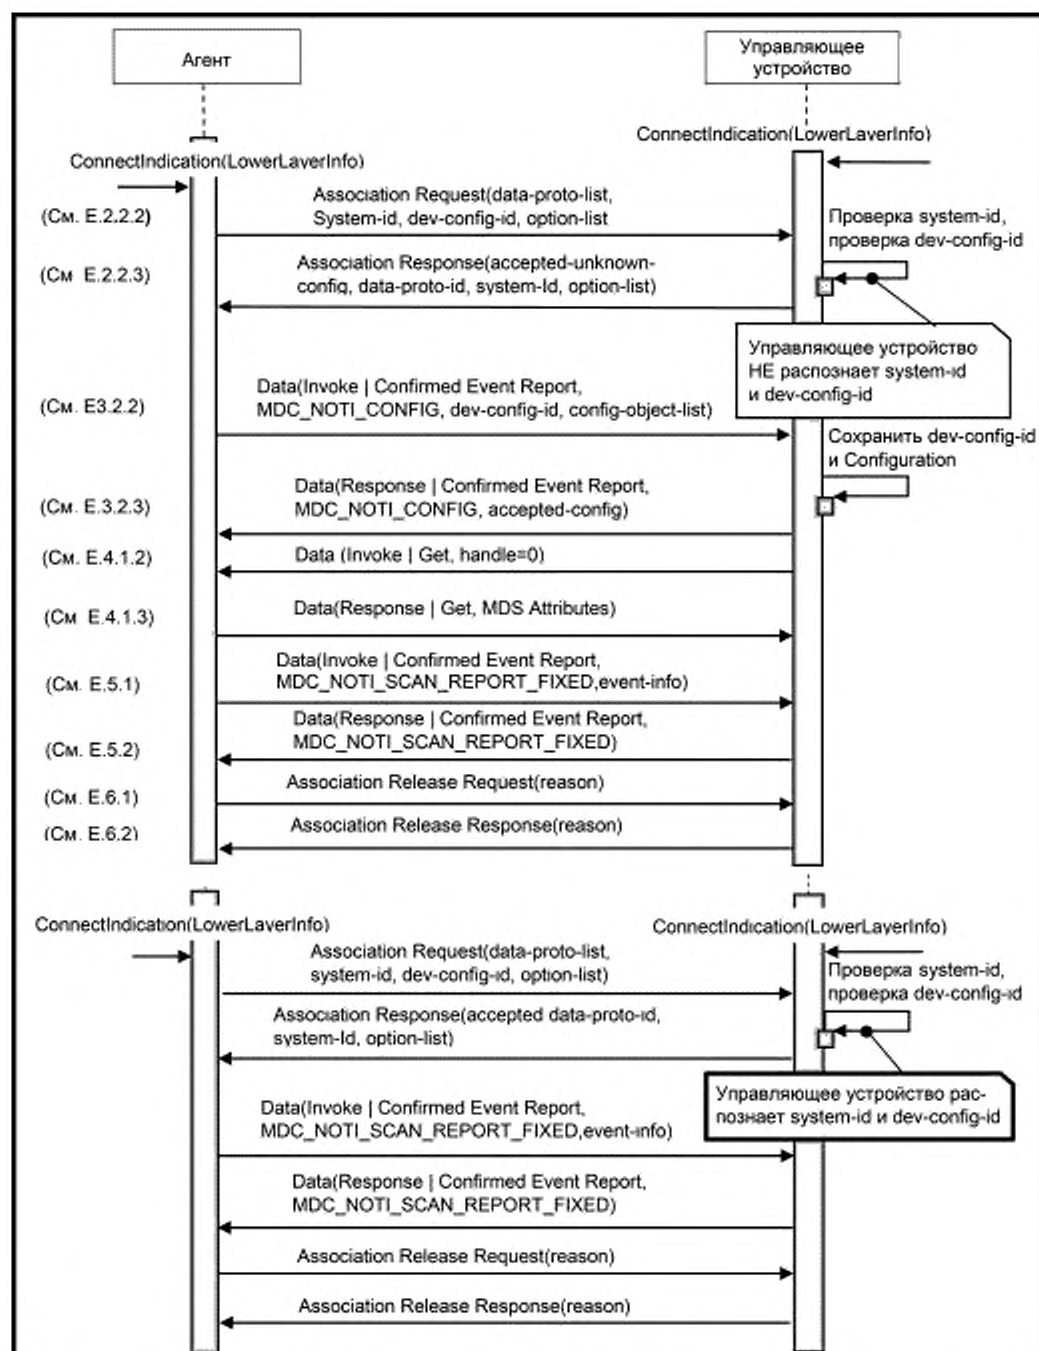 Агент
Управляющее
устройство
ConnectIndication(LowerLayerInfo)
ConnectIndication(LowerLaverInfo)
Association Request(data-proto-list,
System-id, dev-config-id, option-list
(См. E.2.2.2)
Проверка system-id,
проверка dev-config-id
Association Response(accepted-unknown-
config, data-proto-id, system-Id, option-list)
(См E.2.2.3)
Управляющее устройство
НЕ распознает system-id
и dev-config-id
Data(Invoke | Confirmed Event Report,
MDC_NOTI_CONFIG, dev-config-id, config-object-list)
(См. E3.2.2)
Сохранить dev-config-id
и Configuration
Data(Response | Confirmed Event Report,
MDC_NOTI_CONFIG, accepted-config)
(См. E.3.2.3)
Data (Invoke | Get, handle=0)
(См. E.4.1.2)
Data(Response | Get, MDS Attributes)
(См E.4.1.3)
Data(Invoke | Confirmed Event Report,
MDC_NOTI_SCAN_REPORT_FIXED,event-info)
(См. E.5.1)
Data(Response | Confirmed Event Report,
MDC_NOTI_SCAN_REPORT_FIXED)
(См. E.5.2)
Association Release Request(reason)
(См. E.6.1)
Association Release Response(reason)
(См. E.6.2)
ConnectIndication(LowerLaverInfo)
ConnectIndication(LowerLaverInfo)
Association Request(data-proto-list,
system-id, dev-config-id, option-list)
Проверка system-id,
проверка dev-config-id
Association Response(accepted data-proto-id,
system-Id, option-list)
Управляющее устройство рас-
познает system-id и dev-config-id
Data(Invoke | Confirmed Event Report,
MDC_NOTI_SCAN_REPORT_FIXED,event-info)
Data(Response | Confirmed Event Report,
MDC_NOTI_SCAN_REPORT_FIXED)
Association Release Request(reason)
Association Release Response(reason)